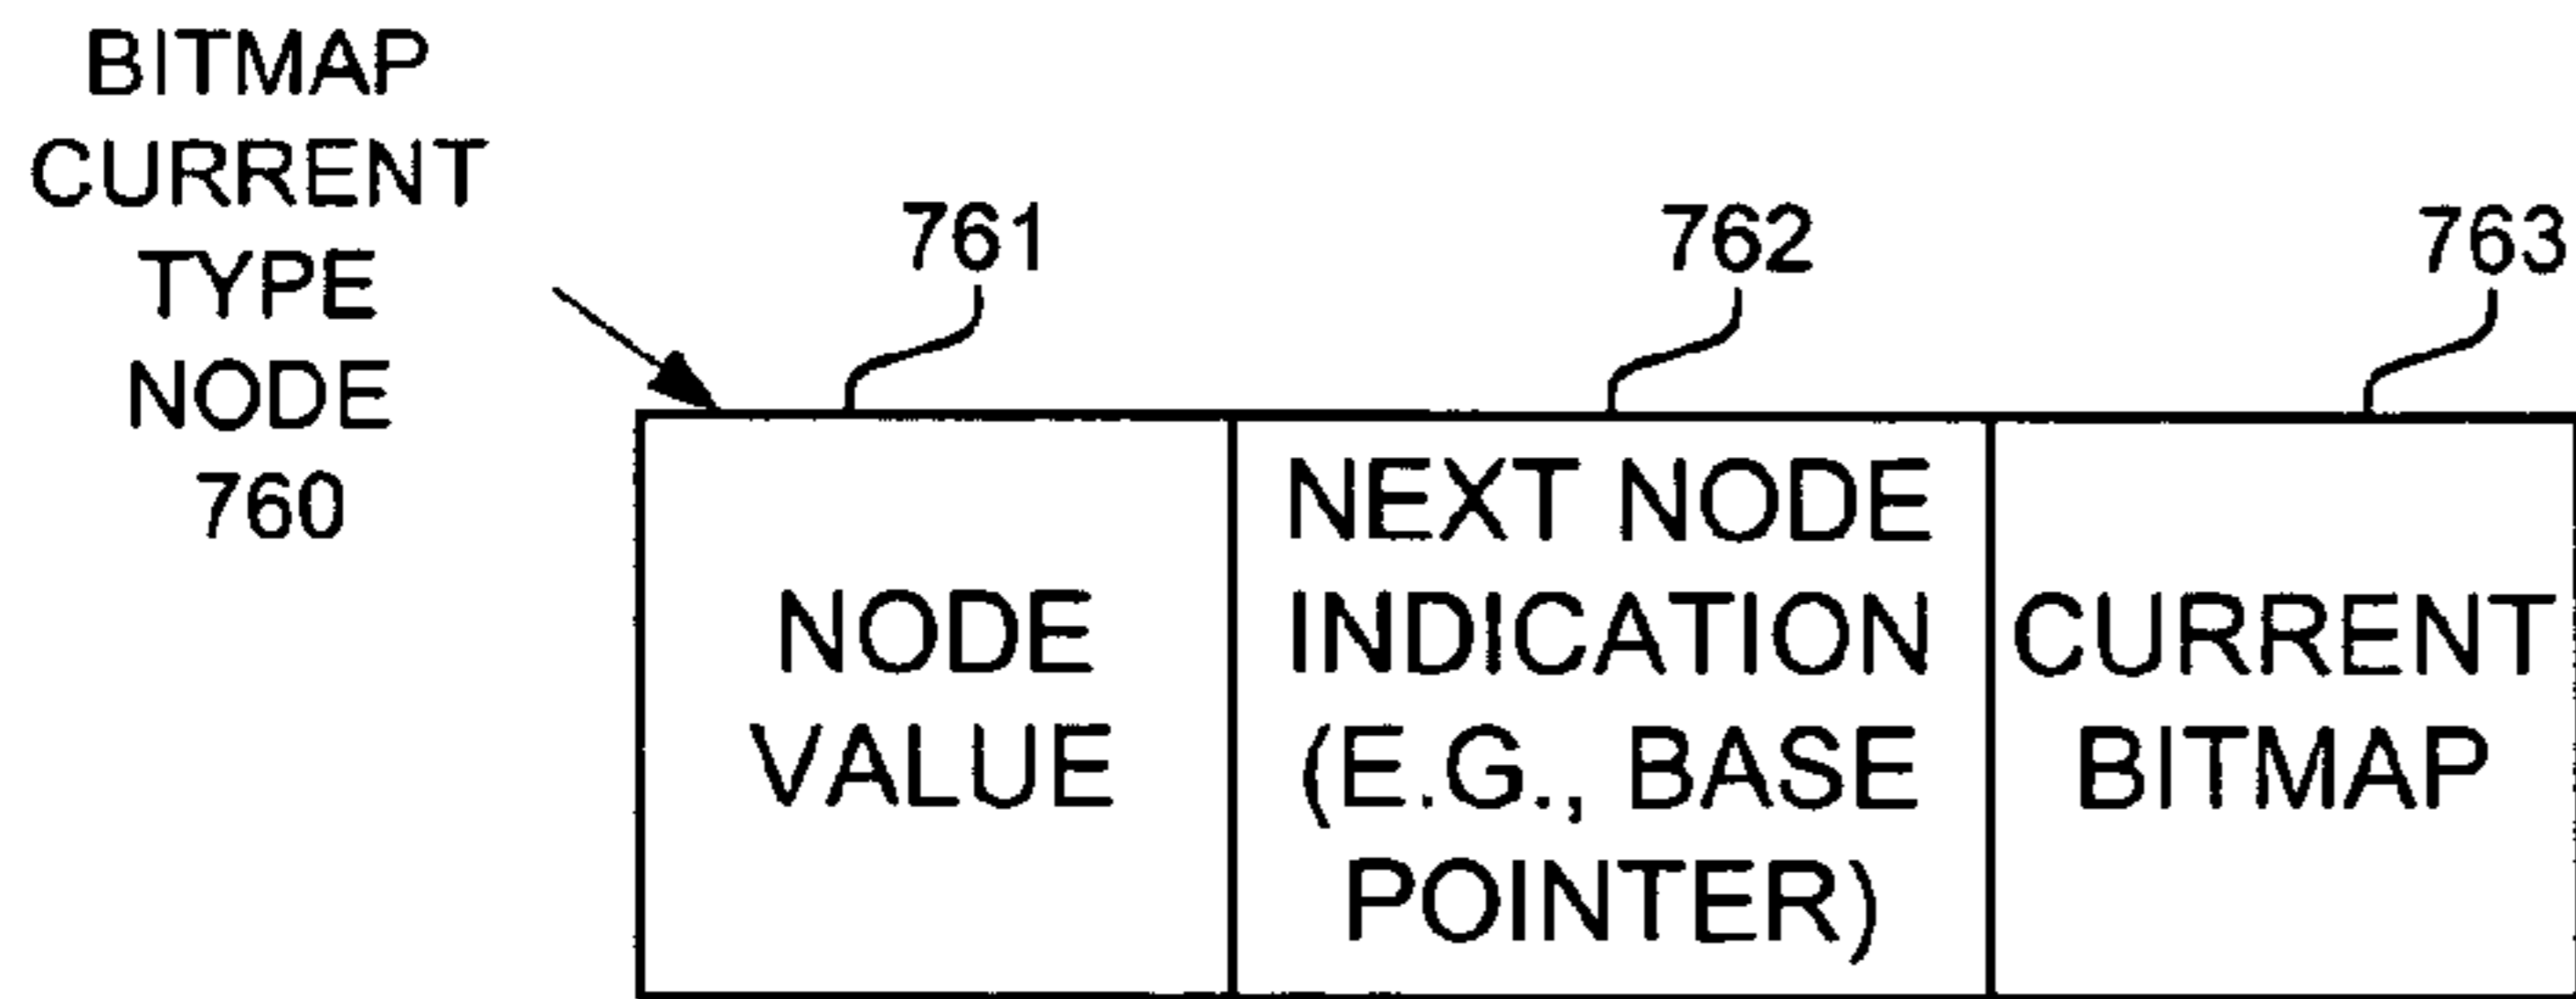 BITMAP
CURRENT
TYPE
NODE
760
761
762
763
NODE
VALUE
NEXT NODE
INDICATION
(E.G., BASE
POINTER)
CURRENT
BITMAP